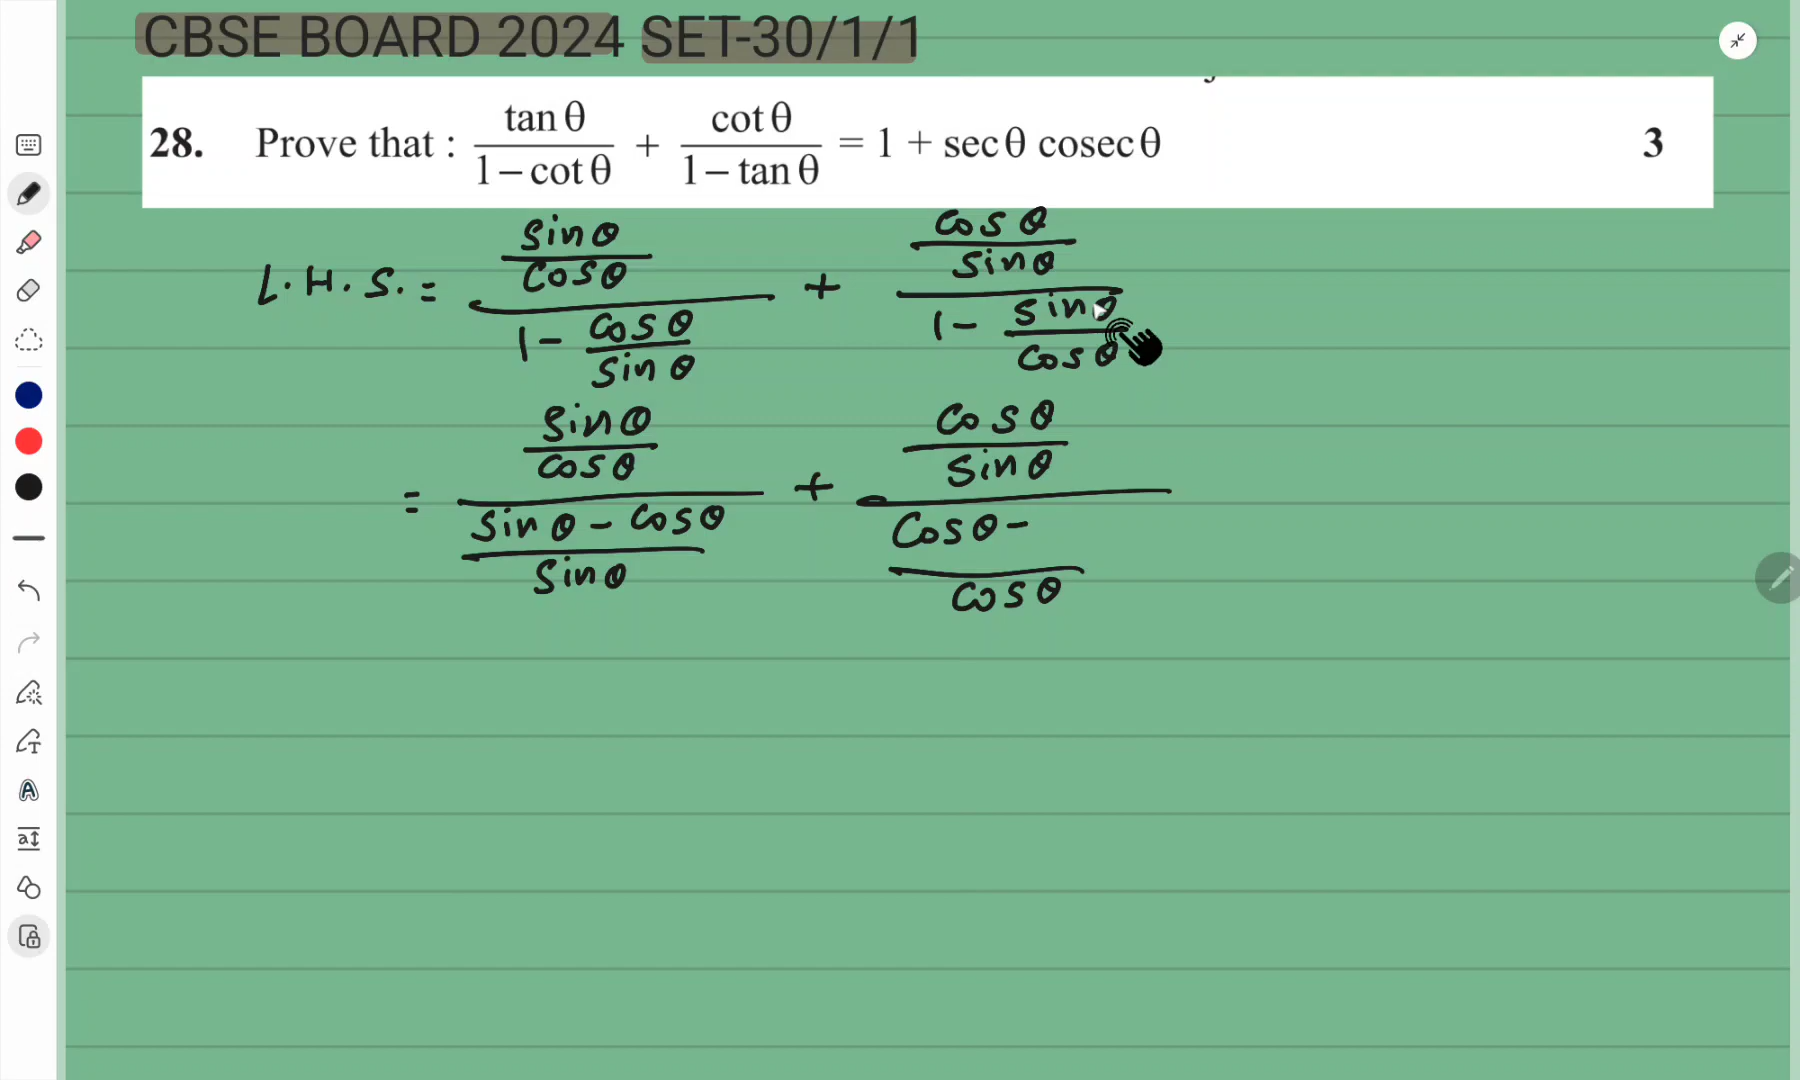 CBSE BOARD 2024 SET-30/1/1
28. Prove that : tan θ / (1 – cot θ) + cot θ / (1 – tan θ) = 1 + sec θ cosec θ 3
L.H.S. = (sin θ / cos θ) / (1 - cos θ / sin θ) + (cos θ / sin θ) / (1 - sin θ / cos θ)
= (sin θ / cos θ) / ((sin θ - cos θ) / sin θ) + (cos θ / sin θ) / ((cos θ - ) / cos θ)